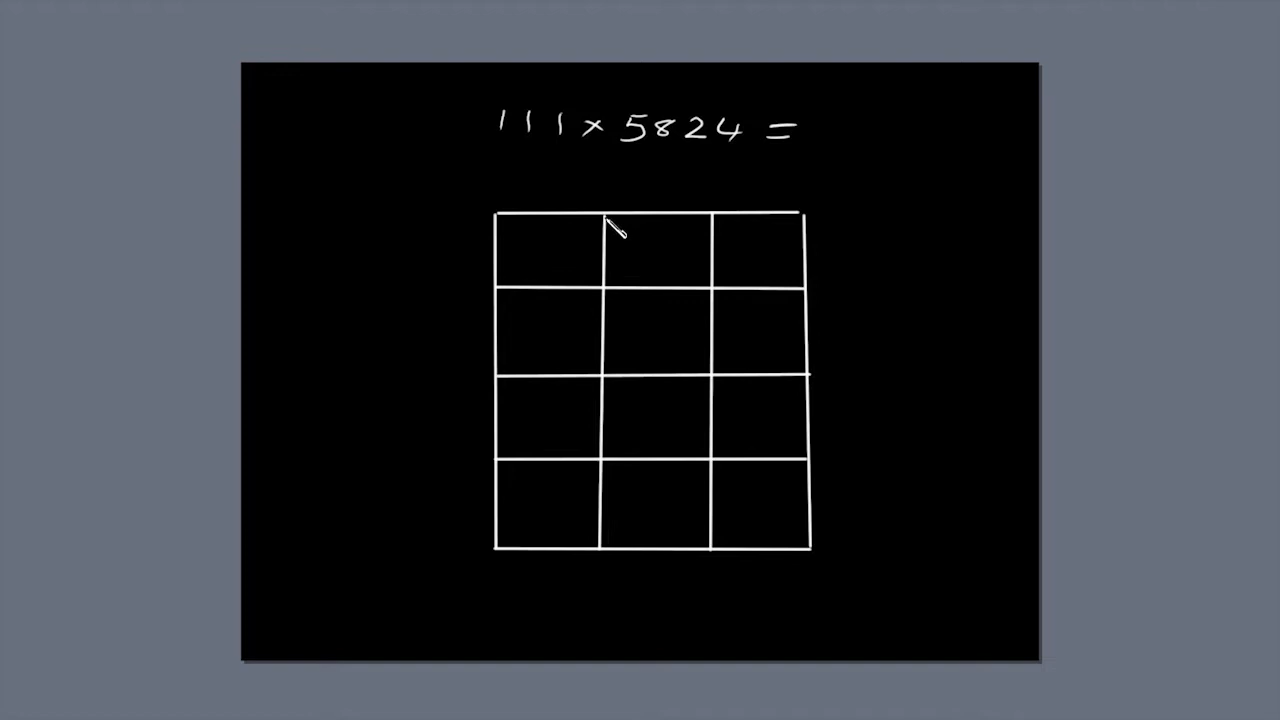 111 × 5824 =